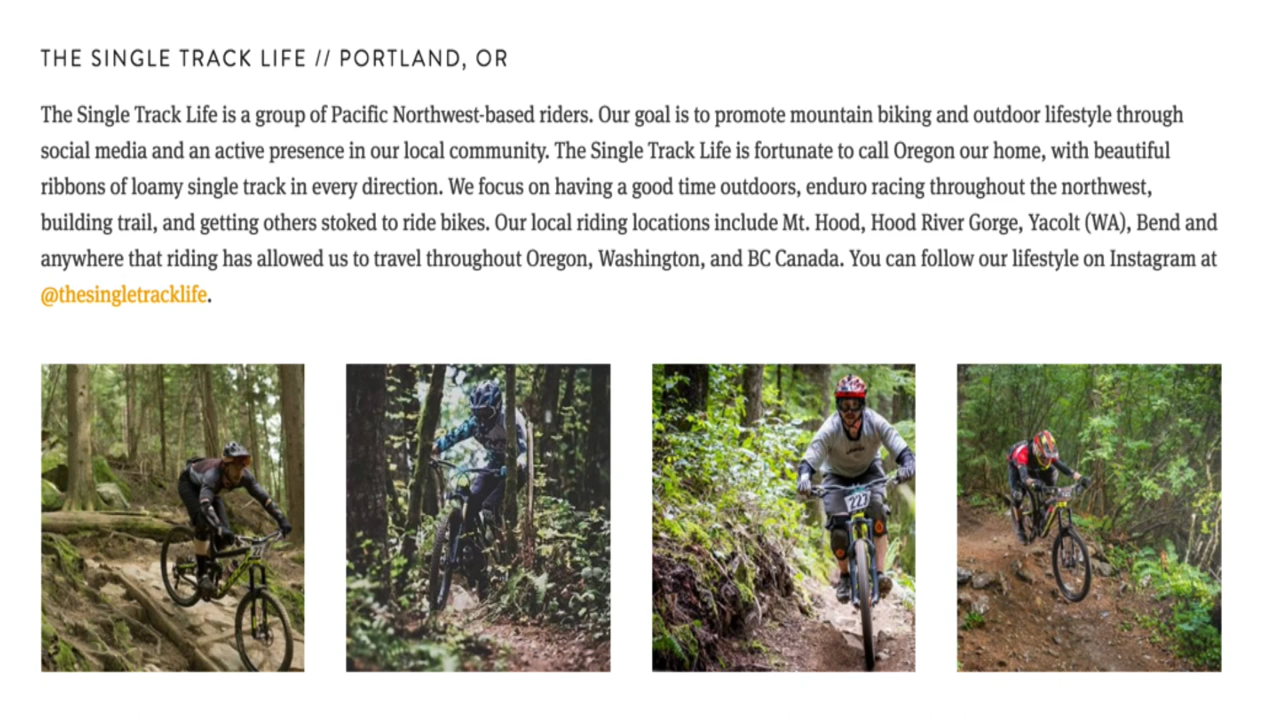 THE SINGLE TRACK LIFE // PORTLAND, OR
The Single Track Life is a group of Pacific Northwest-based riders. Our goal is to promote mountain biking and outdoor lifestyle through
social media and an active presence in our local community. The Single Track Life is fortunate to call Oregon our home, with beautiful
ribbons of loamy single track in every direction. We focus on having a good time outdoors, enduro racing throughout the northwest,
building trail, and getting others stoked to ride bikes. Our local riding locations include Mt. Hood, Hood River Gorge, Yacolt (WA), Bend and
anywhere that riding has allowed us to travel throughout Oregon, Washington, and BC Canada. You can follow our lifestyle on Instagram at
@thesingletracklife.
227